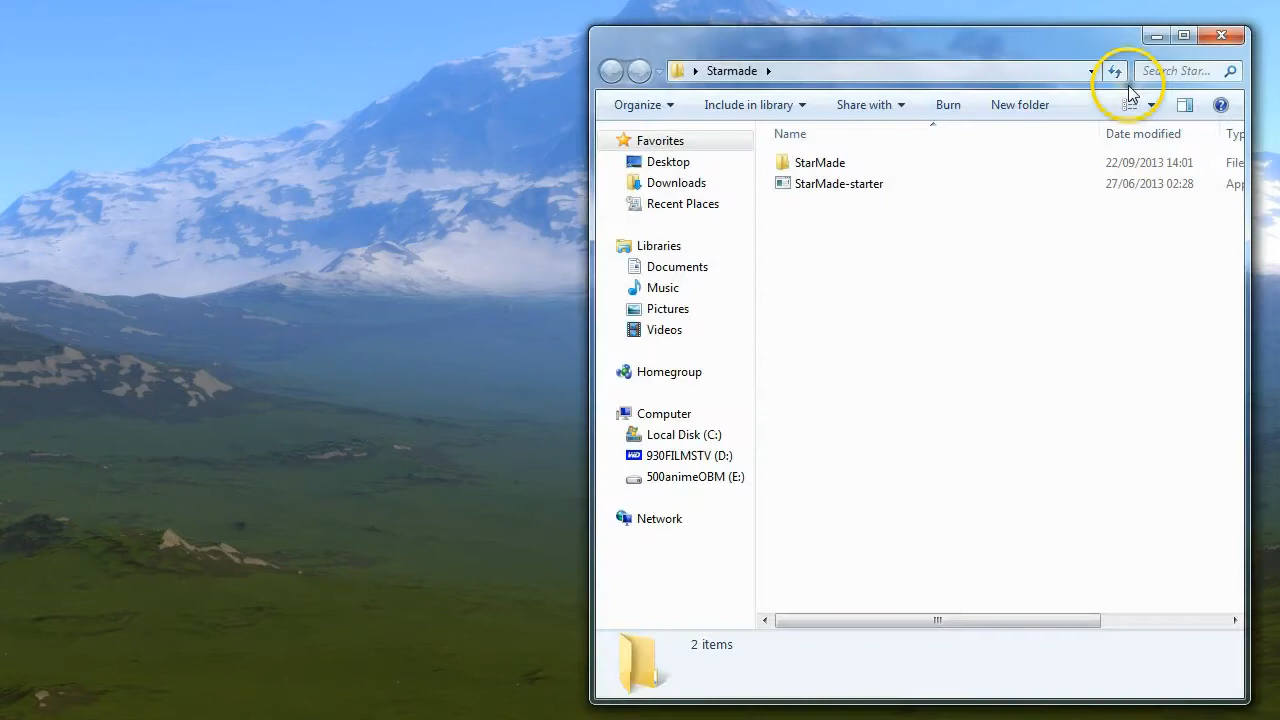 Starmade
Search Star...
Organize
Include in library
Share with
Burn
New folder
Name
Date modified
Favorites
Desktop
Downloads
Recent Places
Libraries
Documents
Music
Pictures
Videos
Homegroup
Computer
Local Disk (C:)
930FILMSTV (D:)
500animeOBM (E:)
Network
StarMade 22/09/2013 14:01 File
StarMade-starter 27/06/2013 02:28
2 items